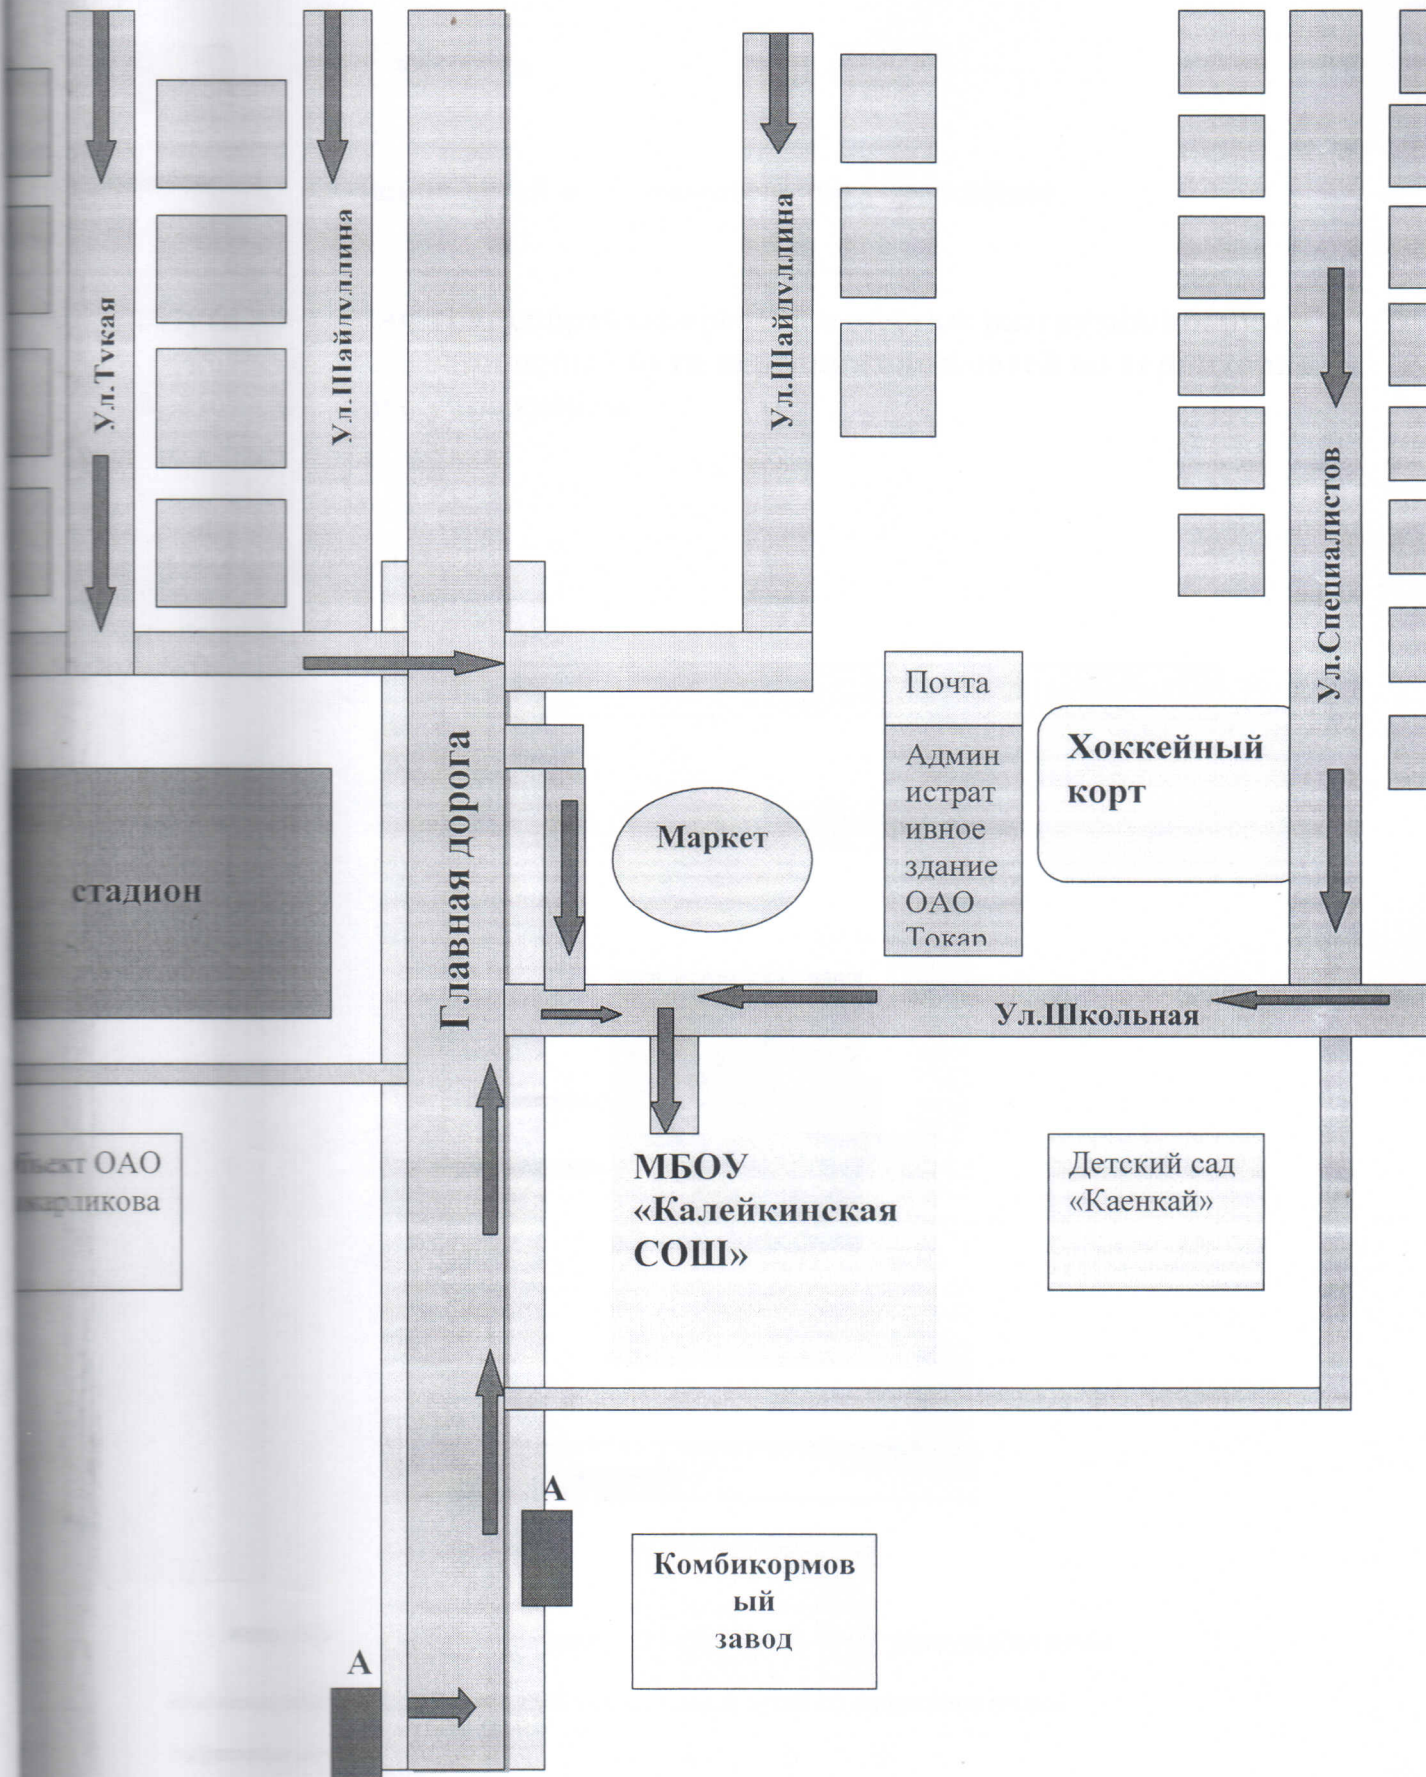 Ул.Тукая
Ул.Шайдуллина
Ул.Шайдуллина
Ул.Специалистов
Почта
Админ
истрат
ивное
здание
ОАО
Токар
Хоккейный
корт
Главная дорога
Маркет
стадион
Ул.Школьная
ОАО
МБОУ
«Калейкинская
СОШ»
Детский сад
«Каенкай»
А
Комбикормов
ый
завод
А